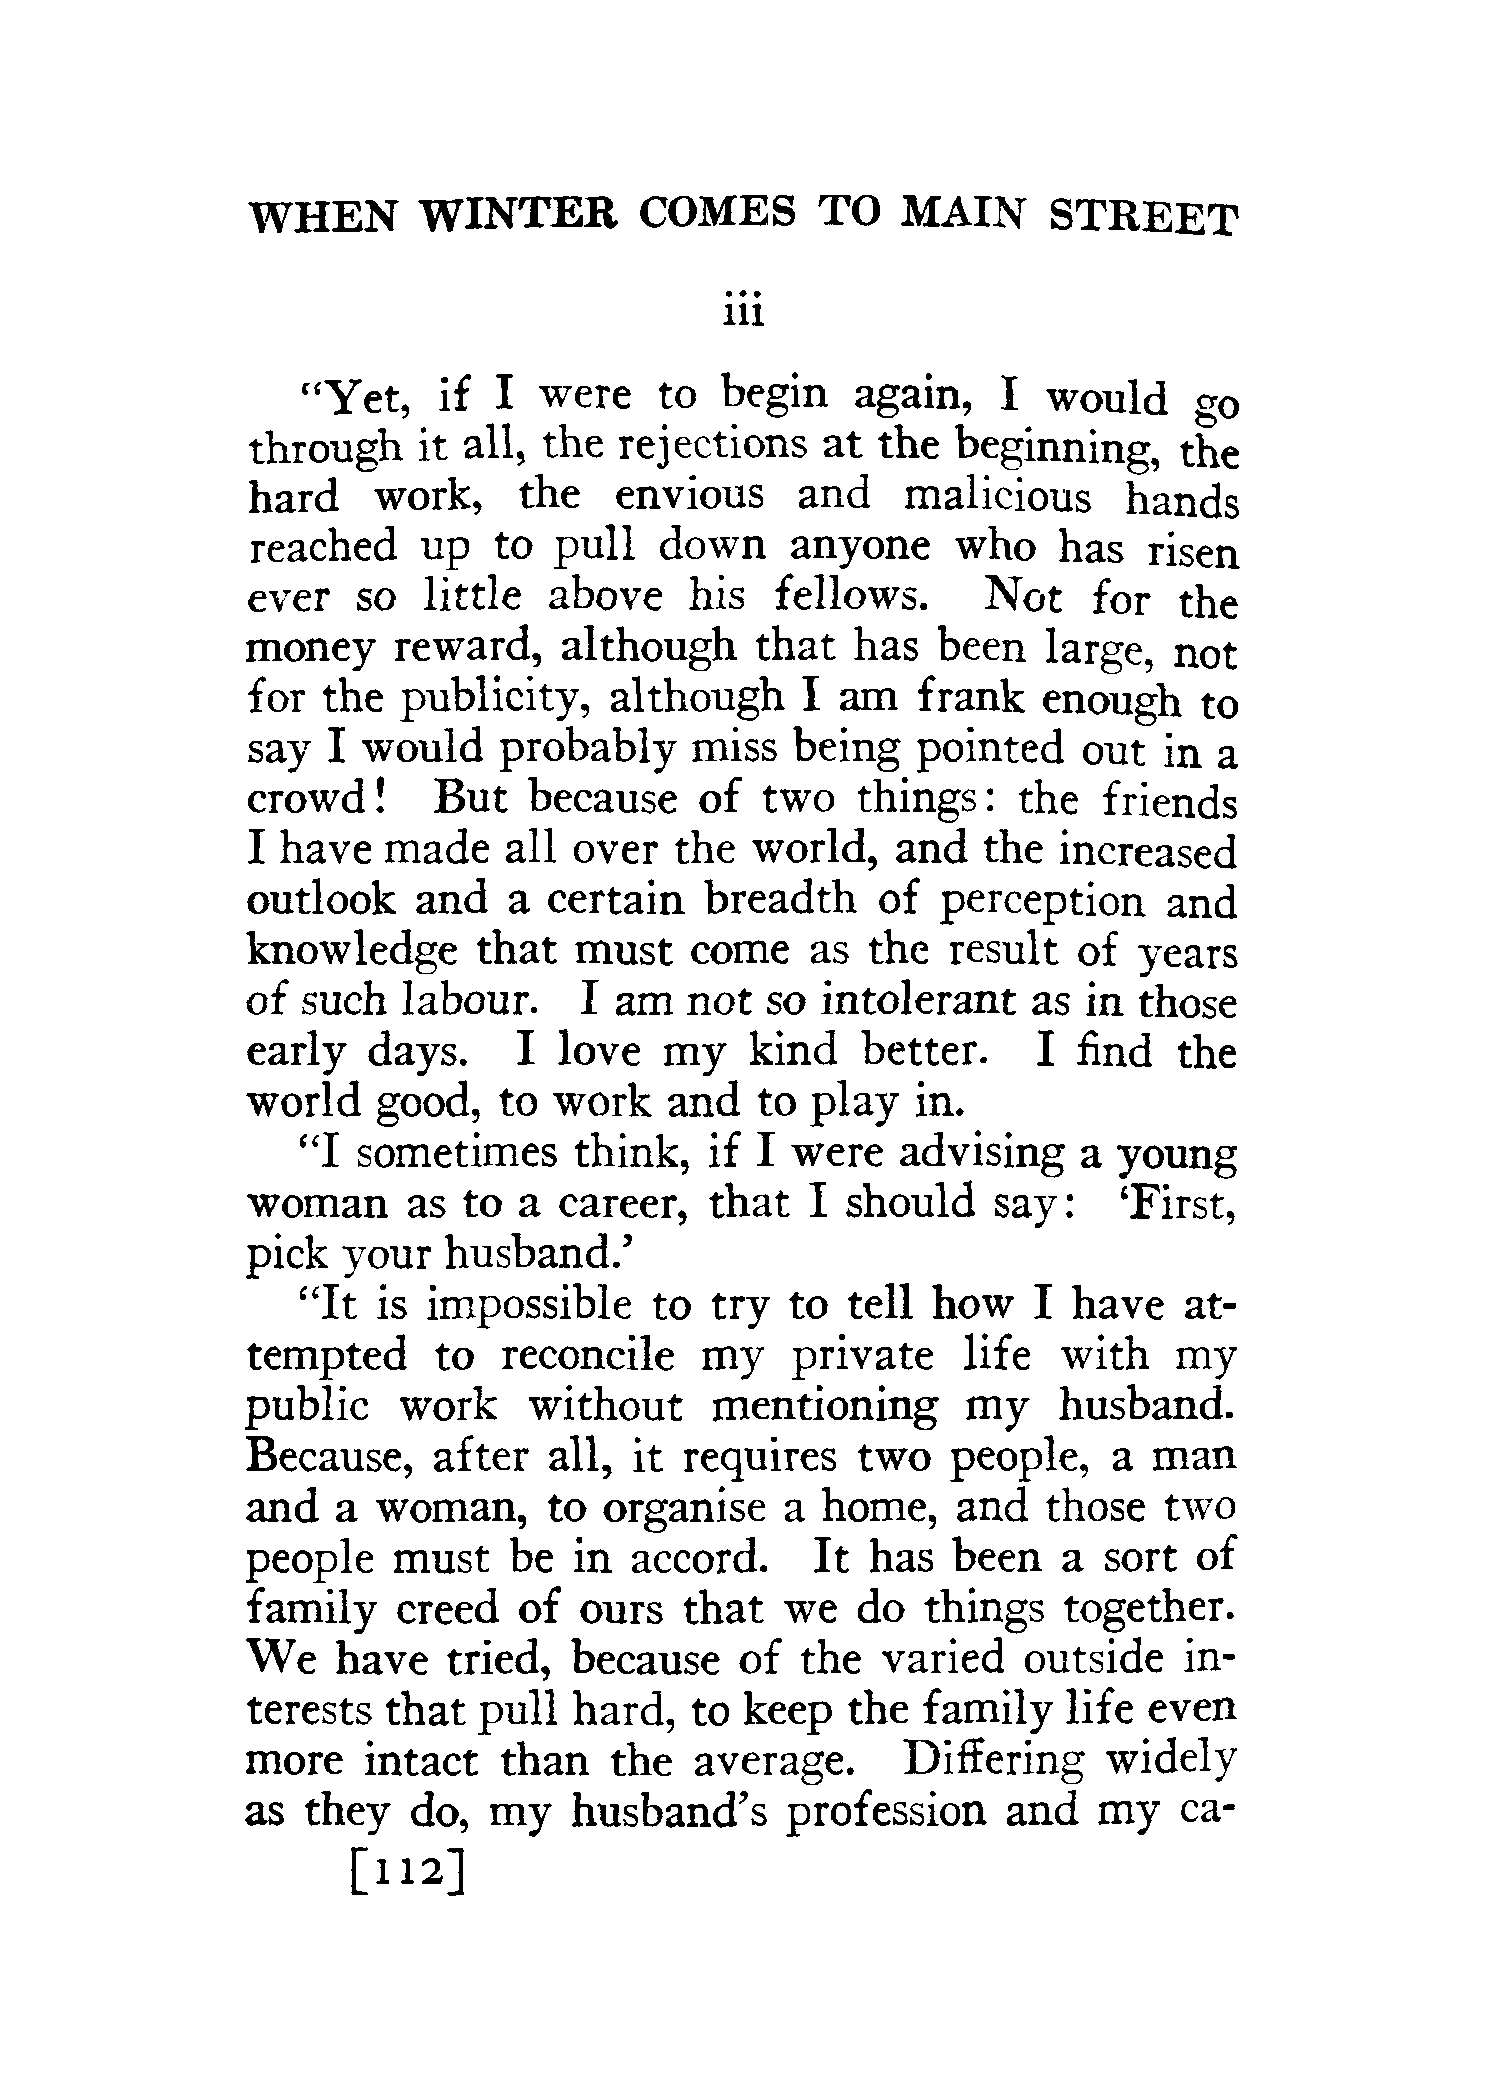 WHEN WINTER COMES TO MAIN STREET
iii
"Yet, if I were to begin again, I would go
through it all, the rejections at the beginning, the
hard work, the envious and malicious hands
reached up to pull down anyone who has risen
ever so little above his fellows. Not for the
money reward, although that has been large, not
for the publicity, although I am frank enough to
say I would probably miss being pointed out in a
crowd! But because of two things: the friends
I have made all over the world, and the increased
outlook and a certain breadth of perception and
knowledge that must come as the result of years
of such labour. I am not so intolerant as in those
early days. I love my kind better. I find the
world good, to work and to play in.
"I sometimes think, if I were advising a young
woman as to a career, that I should say: 'First,
pick your husband.'
"It is impossible to try to tell how I have at-
tempted to reconcile my private life with my
public work without mentioning my husband.
Because, after all, it requires two people, a man
and a woman, to organise a home, and those two
people must be in accord. It has been a sort of
family creed of ours that we do things together.
We have tried, because of the varied outside in-
terests that pull hard, to keep the family life even
more intact than the average. Differing widely
as they do, my husband's profession and my ca-
[112]